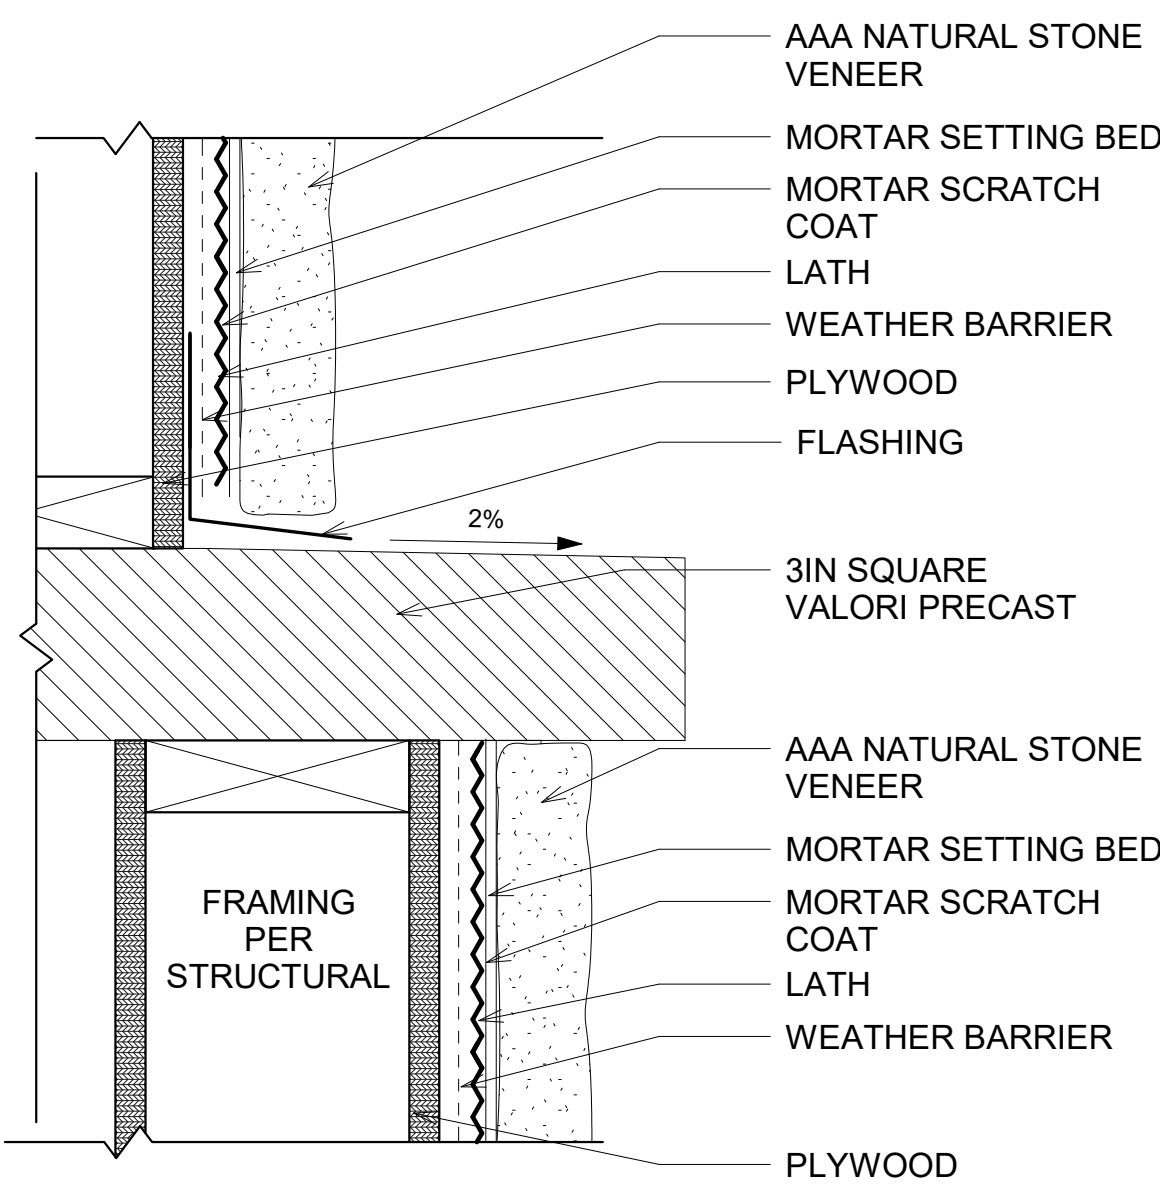 AAA NATURAL STONE
VENEER
MORTAR SETTING BED
MORTAR SCRATCH
COAT
LATH
WEATHER BARRIER
PLYWOOD
FLASHING
2%
3IN SQUARE
VALORI PRECAST
AAA NATURAL STONE
VENEER
MORTAR SETTING BED
MORTAR SCRATCH
COAT
LATH
WEATHER BARRIER
PLYWOOD
FRAMING
PER
STRUCTURAL